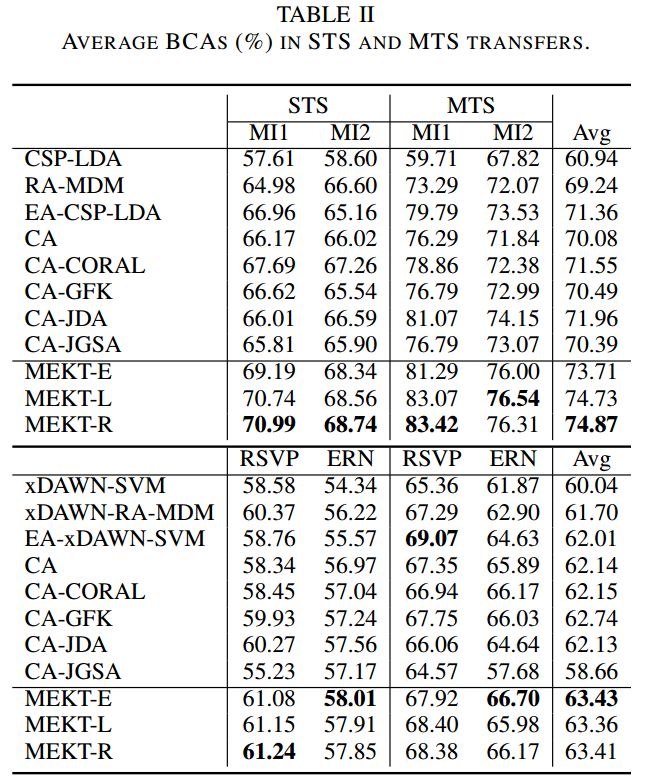 TABLE II
AVERAGE BCAS (%) IN STS AND MTS TRANSFERS.
STS MTS
MI1 MI2 MI1 MI2 Avg
CSP-LDA 57.61 58.60 59.71 67.82 60.94
RA-MDM 64.98 66.60 73.29 72.07 69.24
EA-CSP-LDA 66.96 65.16 79.79 73.53 71.36
CA 66.17 66.02 76.29 71.84 70.08
CA-CORAL 67.69 67.26 78.86 72.38 71.55
CA-GFK 66.62 65.54 76.79 72.99 70.49
CA-JDA 66.01 66.59 81.07 74.15 71.96
CA-JGSA 65.81 65.90 76.79 73.07 70.39
MEKT-E 69.19 68.34 81.29 76.00 73.71
MEKT-L 70.74 68.56 83.07 76.54 74.73
MEKT-R 70.99 68.74 83.42 76.31 74.87
RSVP ERN RSVP ERN Avg
xDAWN-SVM 58.58 54.34 65.36 61.87 60.04
xDAWN-RA-MDM 60.37 56.22 67.29 62.90 61.70
EA-xDAWN-SVM 58.76 55.57 69.07 64.63 62.01
CA 58.34 56.97 67.35 65.89 62.14
CA-CORAL 58.45 57.04 66.94 66.17 62.15
CA-GFK 59.93 57.24 67.75 66.03 62.74
CA-JDA 60.27 57.56 66.06 64.64 62.13
CA-JGSA 55.23 57.17 64.57 57.68 58.66
MEKT-E 61.08 58.01 67.92 66.70 63.43
MEKT-L 61.15 57.91 68.40 65.98 63.36
MEKT-R 61.24 57.85 68.38 66.17 63.41